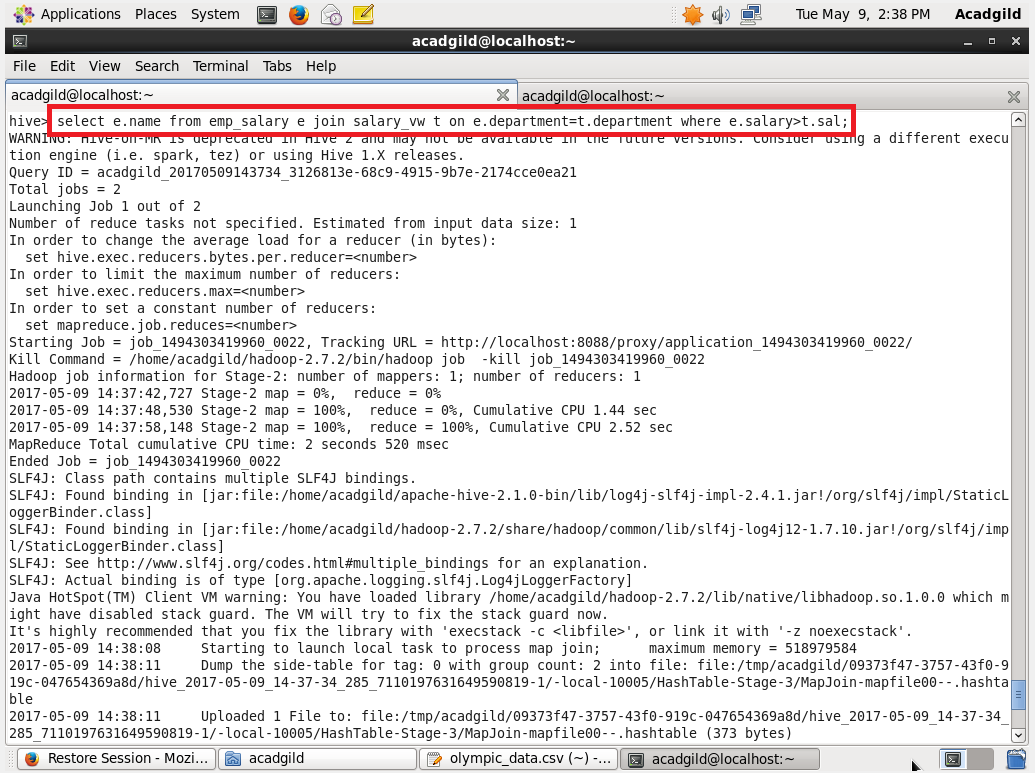 Applications Places System Tue May 9, 2:38 PM Acadgild
acadgild@localhost:~
File Edit View Search Terminal Tabs Help
acadgild@localhost:~ acadgild@localhost:~
hive> select e.name from emp_salary e join salary_vw t on e.department=t.department where e.salary>t.sal;
WARNING: Hive-on-MR is deprecated in Hive 2 and may not be available in the future versions. Consider using a different execu
tion engine (i.e. spark, tez) or using Hive 1.X releases.
Query ID = acadgild_20170509143734_3126813e-68c9-4915-9b7e-2174cce0ea21
Total jobs = 2
Launching Job 1 out of 2
Number of reduce tasks not specified. Estimated from input data size: 1
In order to change the average load for a reducer (in bytes):
  set hive.exec.reducers.bytes.per.reducer=<number>
In order to limit the maximum number of reducers:
  set hive.exec.reducers.max=<number>
In order to set a constant number of reducers:
  set mapreduce.job.reduces=<number>
Starting Job = job_1494303419960_0022, Tracking URL = http://localhost:8088/proxy/application_1494303419960_0022/
Kill Command = /home/acadgild/hadoop-2.7.2/bin/hadoop job  -kill job_1494303419960_0022
Hadoop job information for Stage-2: number of mappers: 1; number of reducers: 1
2017-05-09 14:37:42,727 Stage-2 map = 0%,  reduce = 0%
2017-05-09 14:37:48,530 Stage-2 map = 100%,  reduce = 0%, Cumulative CPU 1.44 sec
2017-05-09 14:37:58,148 Stage-2 map = 100%,  reduce = 100%, Cumulative CPU 2.52 sec
MapReduce Total cumulative CPU time: 2 seconds 520 msec
Ended Job = job_1494303419960_0022
SLF4J: Class path contains multiple SLF4J bindings.
SLF4J: Found binding in [jar:file:/home/acadgild/apache-hive-2.1.0-bin/lib/log4j-slf4j-impl-2.4.1.jar!/org/slf4j/impl/StaticL
oggerBinder.class]
SLF4J: Found binding in [jar:file:/home/acadgild/hadoop-2.7.2/share/hadoop/common/lib/slf4j-log4j12-1.7.10.jar!/org/slf4j/imp
l/StaticLoggerBinder.class]
SLF4J: See http://www.slf4j.org/codes.html#multiple_bindings for an explanation.
SLF4J: Actual binding is of type [org.apache.logging.slf4j.Log4jLoggerFactory]
Java HotSpot(TM) Client VM warning: You have loaded library /home/acadgild/hadoop-2.7.2/lib/native/libhadoop.so.1.0.0 which m
ight have disabled stack guard. The VM will try to fix the stack guard now.
It's highly recommended that you fix the library with 'execstack -c <libfile>', or link it with '-z noexecstack'.
2017-05-09 14:38:08     Starting to launch local task to process map join;      maximum memory = 518979584
2017-05-09 14:38:11     Dump the side-table for tag: 0 with group count: 2 into file: file:/tmp/acadgild/09373f47-3757-43f0-9
19c-047654369a8d/hive_2017-05-09_14-37-34_285_7110197631649590819-1/-local-10005/HashTable-Stage-3/MapJoin-mapfile00--.hashta
ble
2017-05-09 14:38:11     Uploaded 1 File to: file:/tmp/acadgild/09373f47-3757-43f0-919c-047654369a8d/hive_2017-05-09_14-37-34_
285_7110197631649590819-1/-local-10005/HashTable-Stage-3/MapJoin-mapfile00--.hashtable (373 bytes)
Restore Session - Mozi... acadgild olympic_data.csv (~) -... acadgild@localhost:~